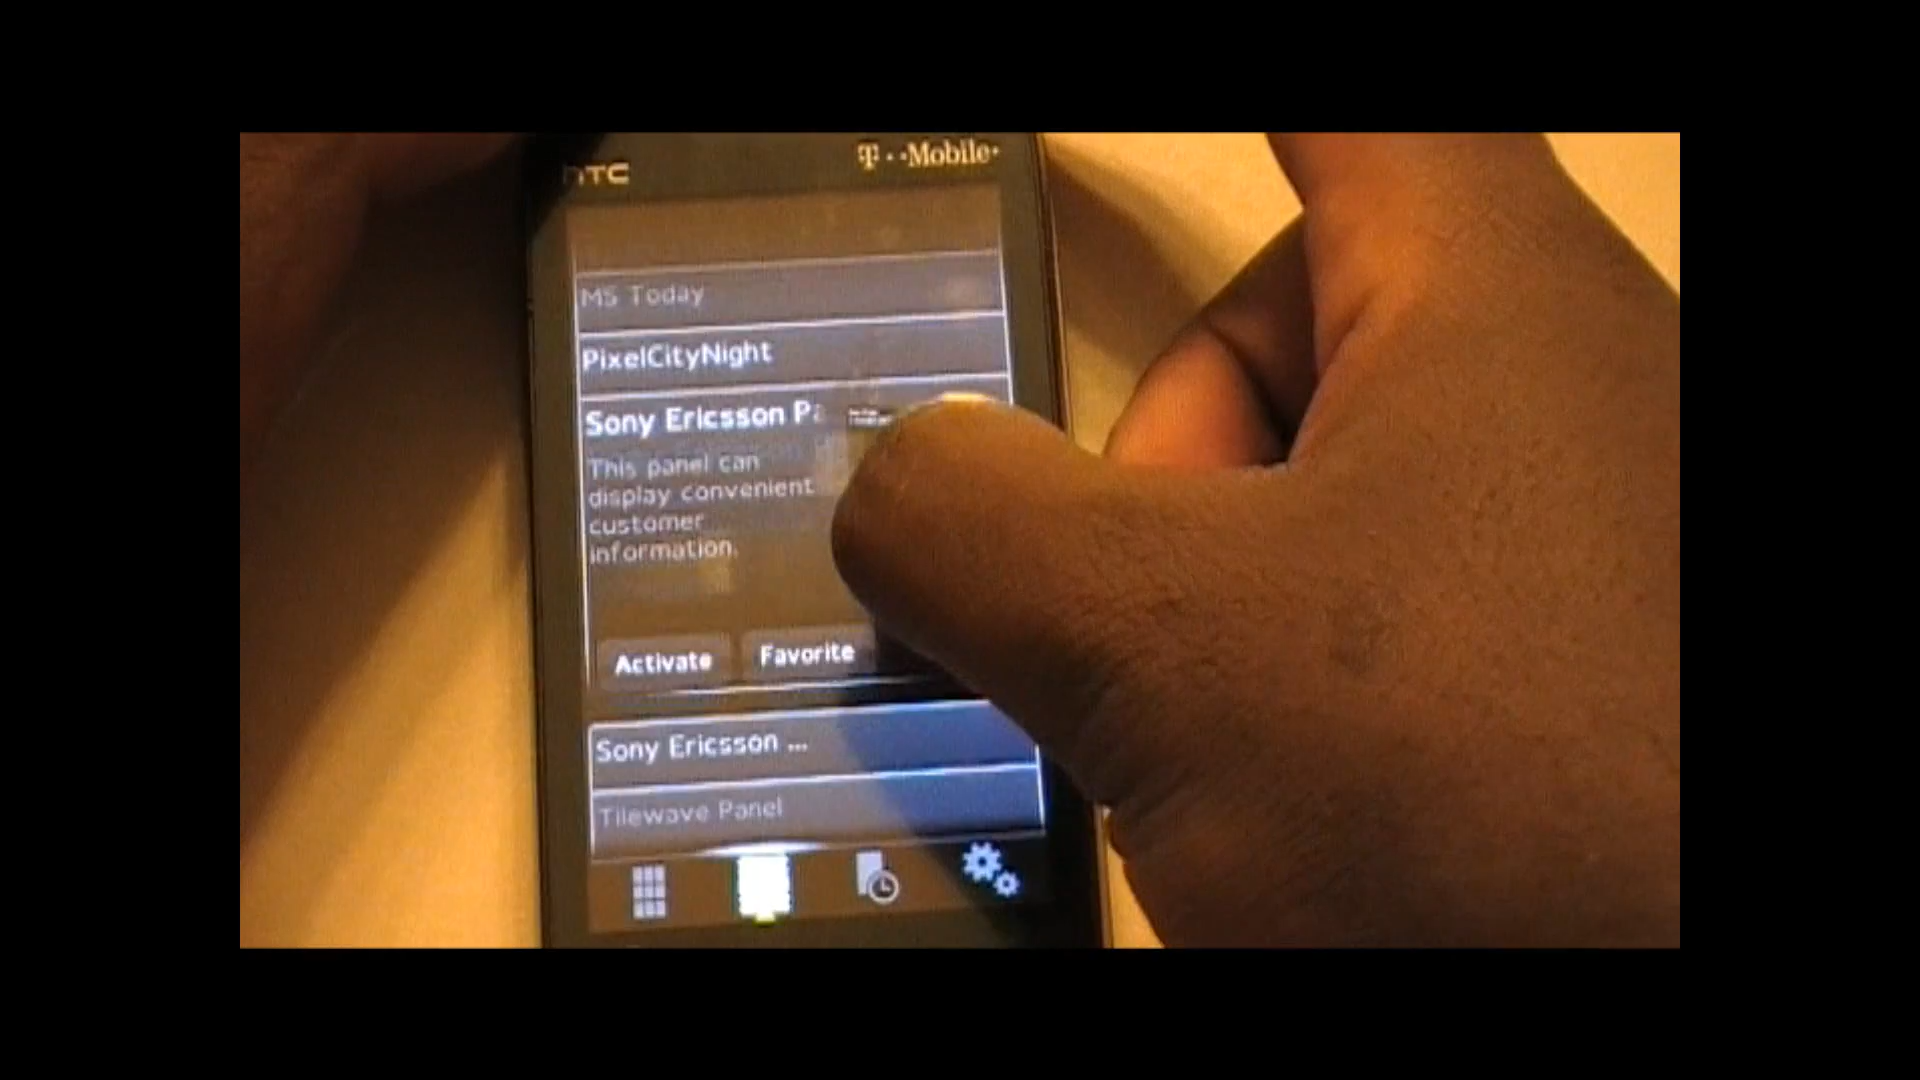 hTC
T··Mobile·
MS Today
PixelCityNight
Sony Ericsson Pa
This panel can
display convenient
customer
information.
Activate
Favorite
Sony Ericsson ...
Tilewave Panel